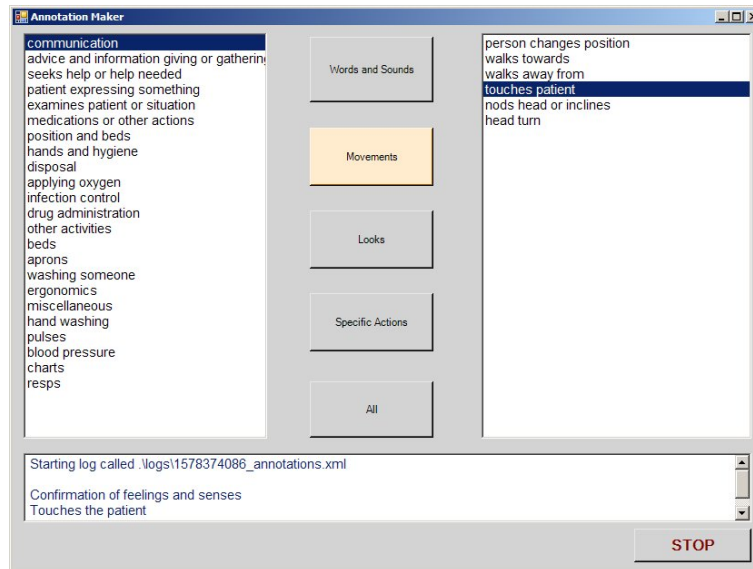 Annotation Maker
communication
advice and information giving or gathering
seeks help or help needed
patient expressing something
examines patient or situation
medications or other actions
position and beds
hands and hygiene
disposal
applying oxygen
infection control
drug administration
other activities
beds
aprons
washing someone
ergonomics
miscellaneous
hand washing
pulses
blood pressure
charts
resps
Words and Sounds
Movements
Looks
Specific Actions
All
person changes position
walks towards
walks away from
touches patient
nods head or inclines
head turn
Starting log called .\logs\1578374086_annotations.xml
Confirmation of feelings and senses
Touches the patient
STOP